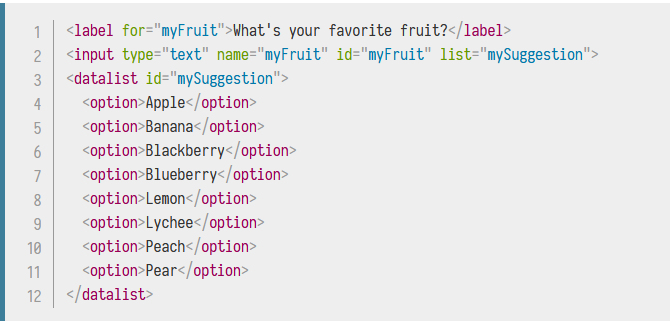 1 <label for="myFruit">What's your favorite fruit?</label>
2 <input type="text" name="myFruit" id="myFruit" list="mySuggestion">
3 <datalist id="mySuggestion">
4   <option>Apple</option>
5   <option>Banana</option>
6   <option>Blackberry</option>
7   <option>Blueberry</option>
8   <option>Lemon</option>
9   <option>Lychee</option>
10   <option>Peach</option>
11   <option>Pear</option>
12 </datalist>